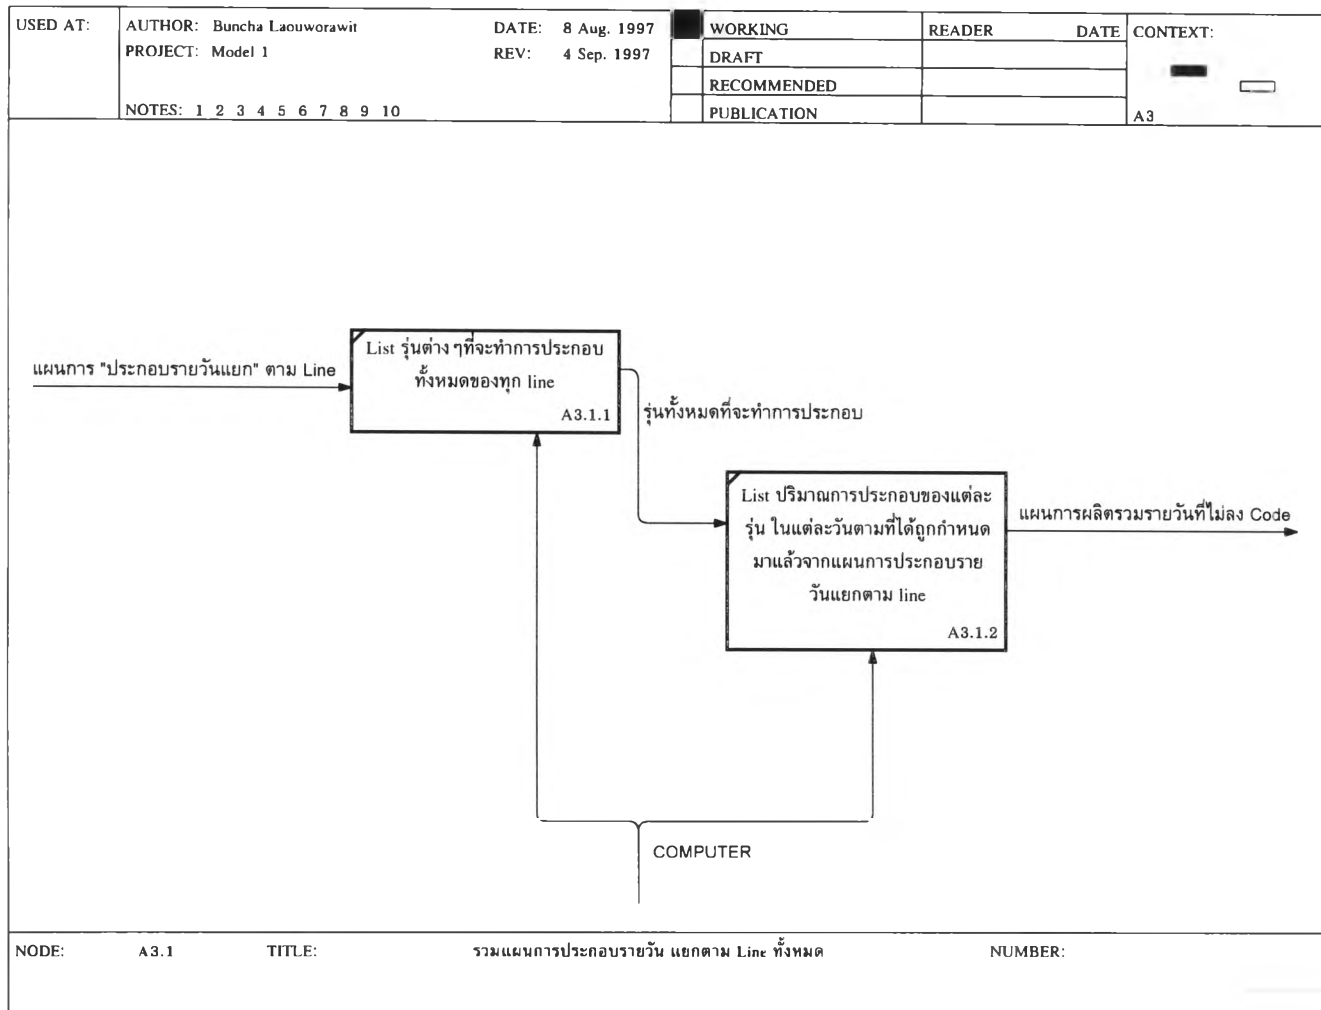 USED AT:
AUTHOR: Buncha Laouworawit
DATE: 8 Aug. 1997
PROJECT: Model 1
REV: 4 Sep. 1997
NOTES: 1 2 3 4 5 6 7 8 9 10
WORKING
DRAFT
RECOMMENDED
PUBLICATION
READER DATE
CONTEXT:
A3
แผนการ "ประกอบรายวันแยก" ตาม Line
List รุ่นต่าง ๆที่จะทำการประกอบ
ทั้งหมดของทุก line
A3.1.1
รุ่นทั้งหมดที่จะทำการประกอบ
List ปริมาณการประกอบของแต่ละ
รุ่น ในแต่ละวันตามที่ได้ถูกกำหนด
มาแล้วจากแผนการประกอบราย
วันแยกตาม line
A3.1.2
แผนการผลิตรวมรายวันที่ไม่ลง Code
COMPUTER
NODE: A3.1
TITLE: รวมแผนการประกอบรายวัน แยกตาม Line ทั้งหมด
NUMBER: